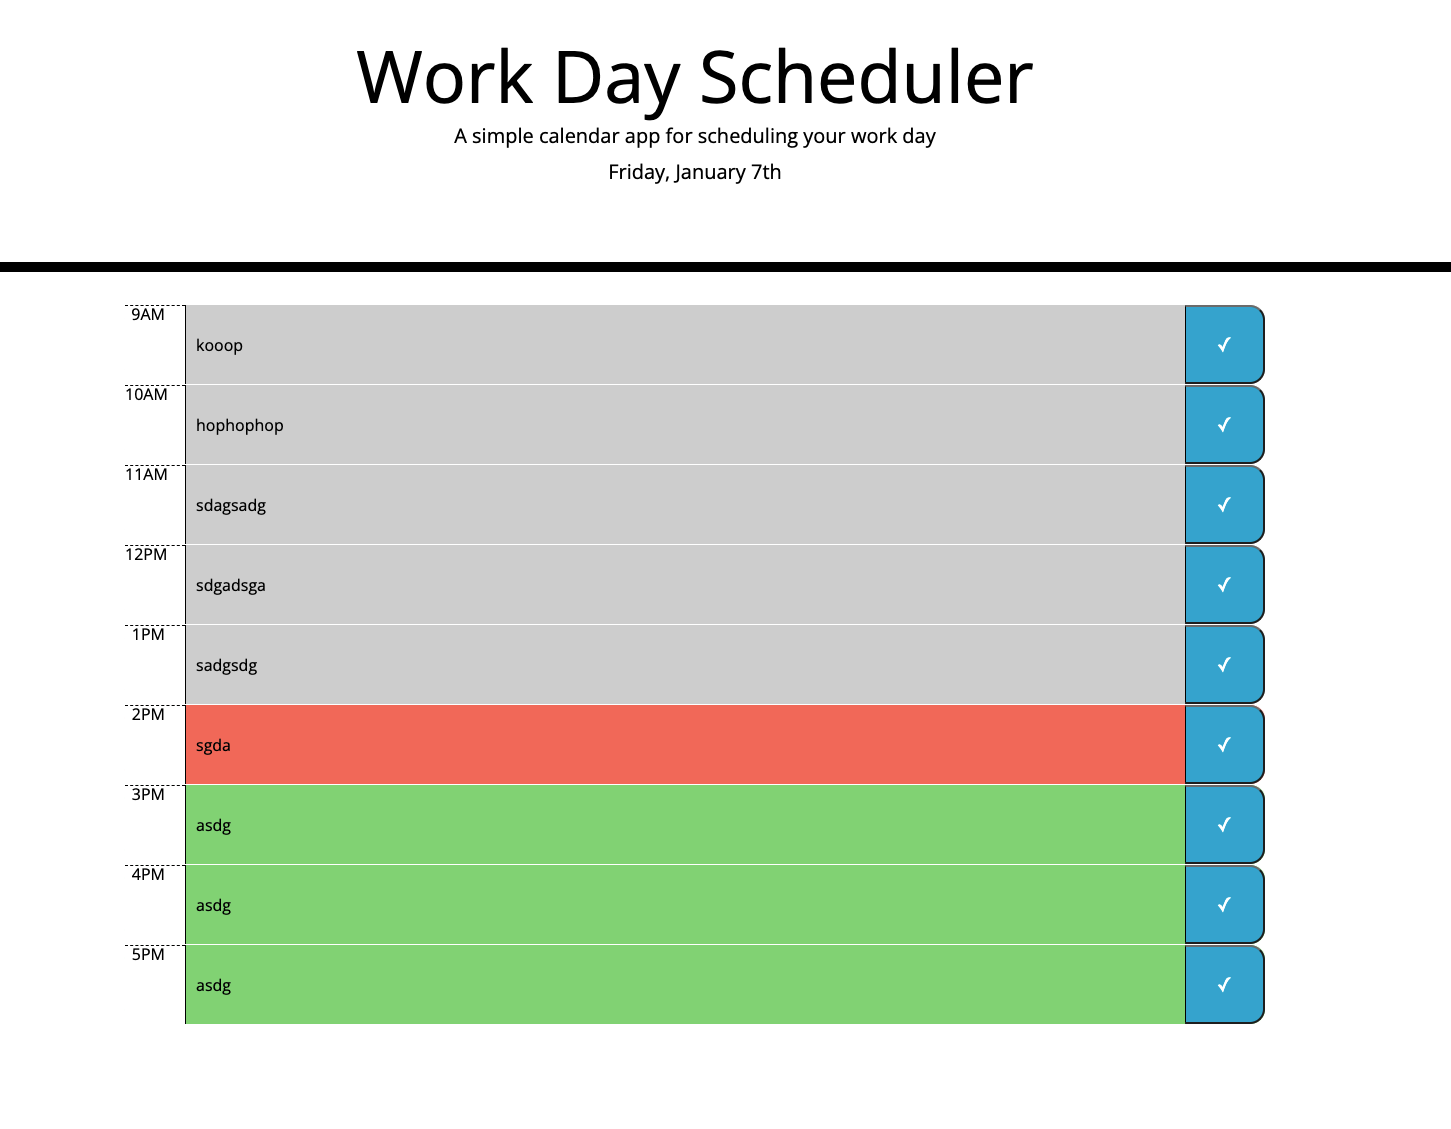 Work Day Scheduler
A simple calendar app for scheduling your work day
Friday, January 7th
9AM
kooop
10AM
hophophop
11AM
sdagsadg
12PM
sdgadsga
1PM
sadgsdg
2PM
sgda
3PM
asdg
4PM
asdg
5PM
asdg